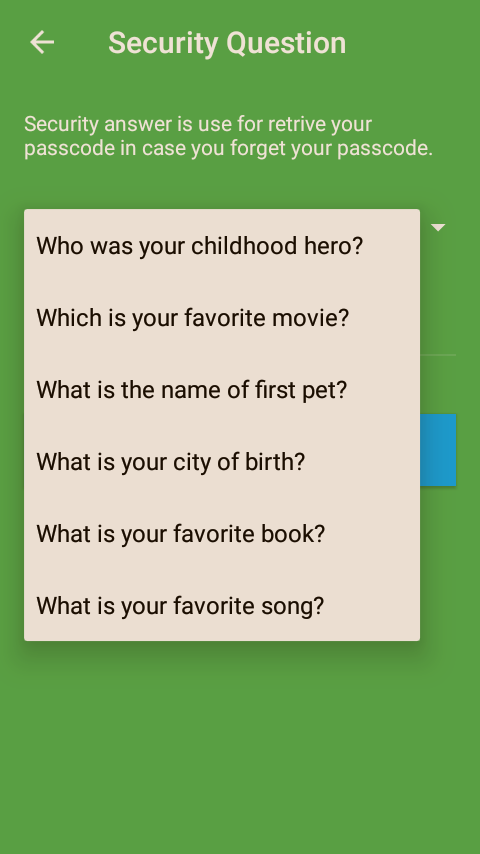 Security Question
Security answer is use for retrive your
passcode in case you forget your passcode.
Who was your childhood hero?
Which is your favorite movie?
What is the name of first pet?
What is your city of birth?
What is your favorite book?
What is your favorite song?